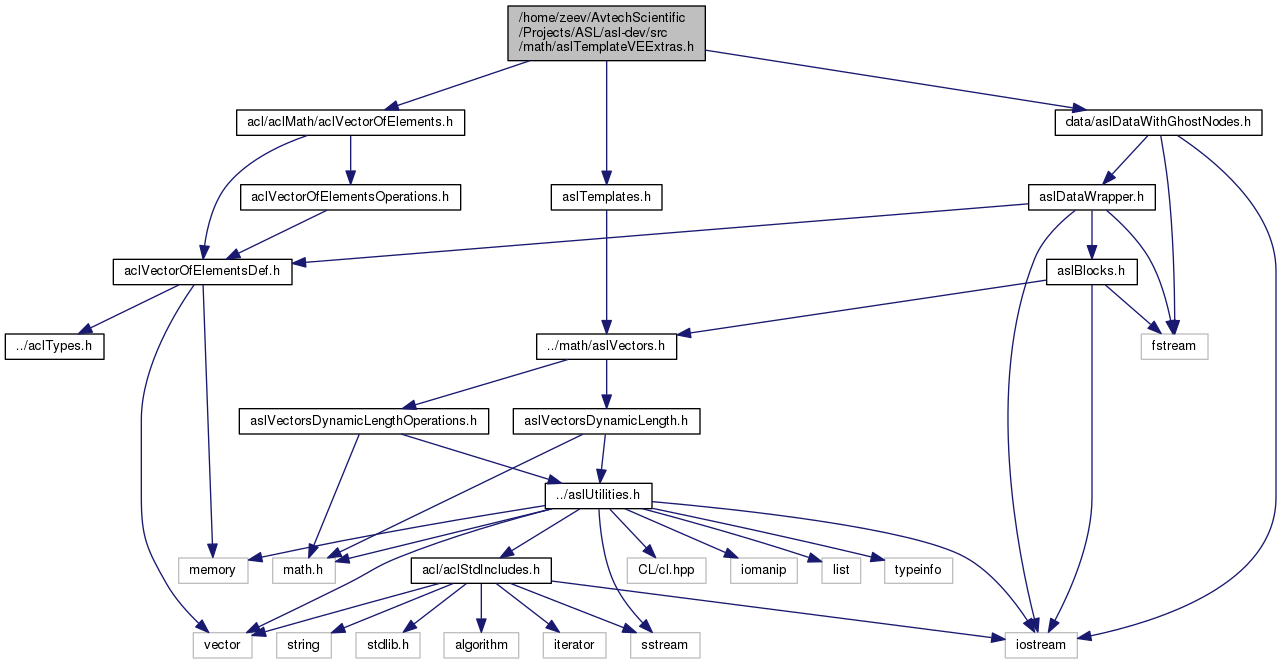 /home/zeev/AvtechScientific
/Projects/ASL/asl-dev/src
/math/aslTemplateVEExtras.h
acl/aclMath/aclVectorOfElements.h
data/aslDataWithGhostNodes.h
aclVectorOfElementsOperations.h
aslTemplates.h
aslDataWrapper.h
aclVectorOfElementsDef.h
aslBlocks.h
../aclTypes.h
../math/aslVectors.h
fstream
aslVectorsDynamicLengthOperations.h
aslVectorsDynamicLength.h
../aslUtilities.h
memory
math.h
acl/aclStdIncludes.h
CL/cl.hpp
iomanip
list
typeinfo
vector
string
stdlib.h
algorithm
iterator
sstream
iostream